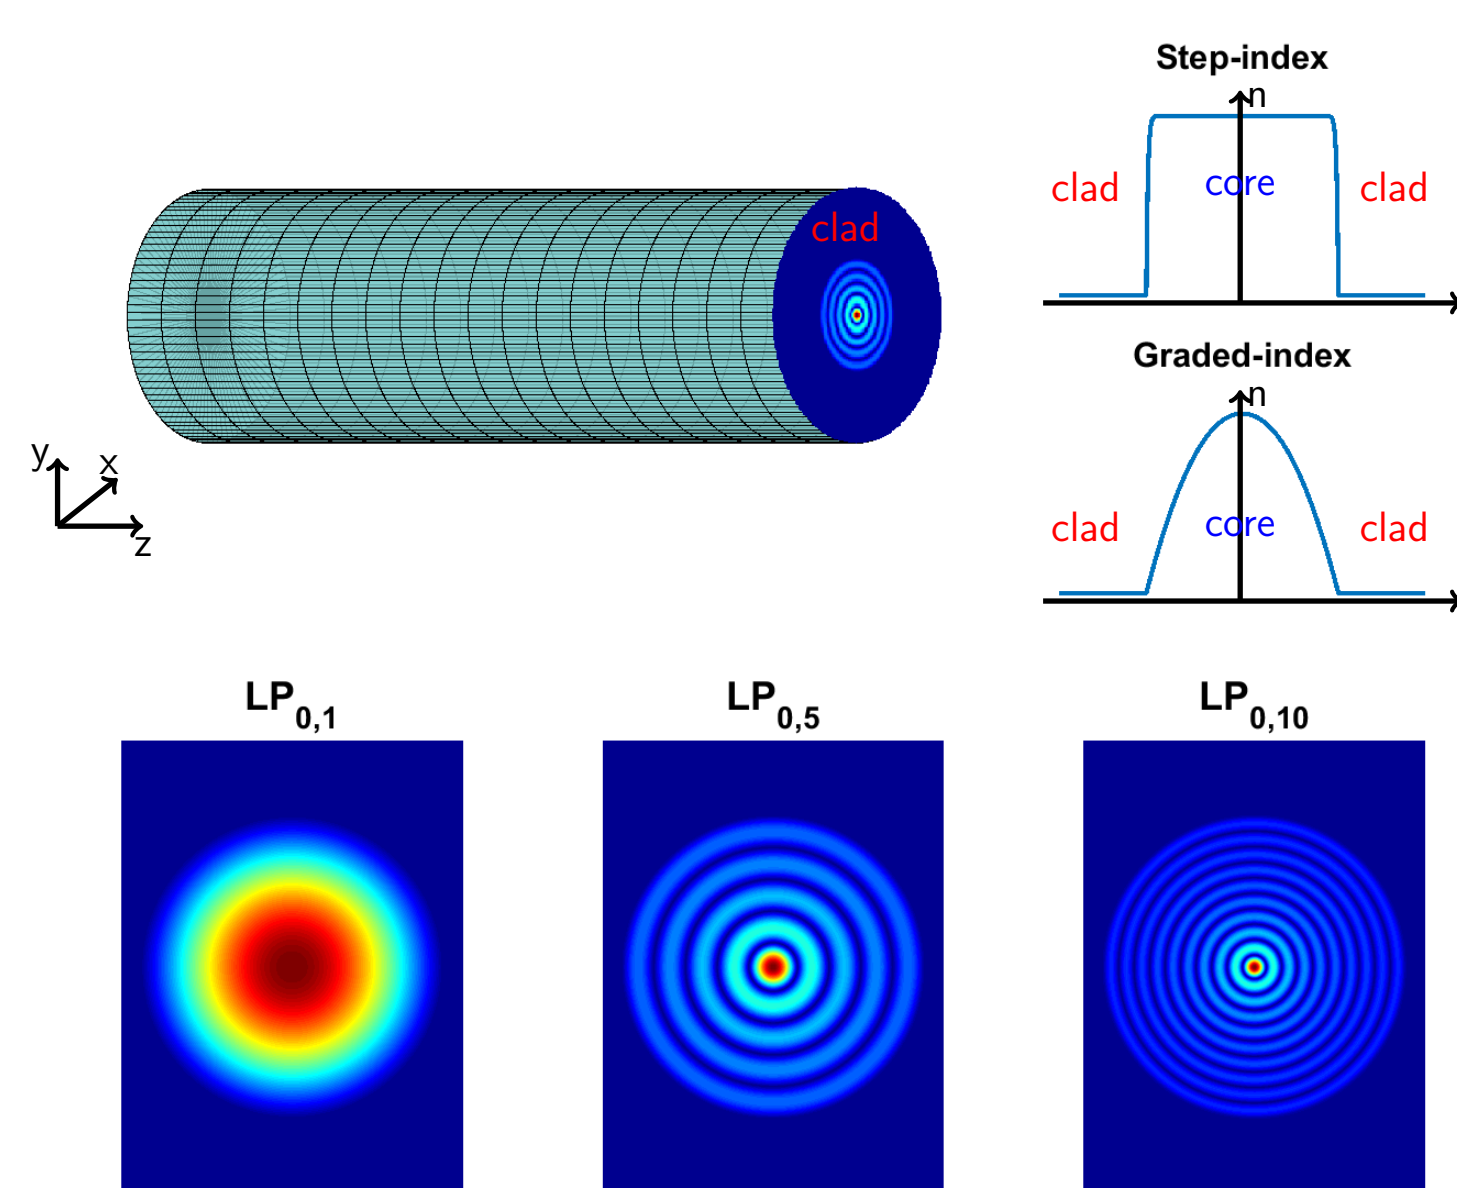 Step-index
n
clad
core
clad
clad
Graded-index
n
clad
core
clad
y
x
z
LP0,1
LP0,5
LP0,10